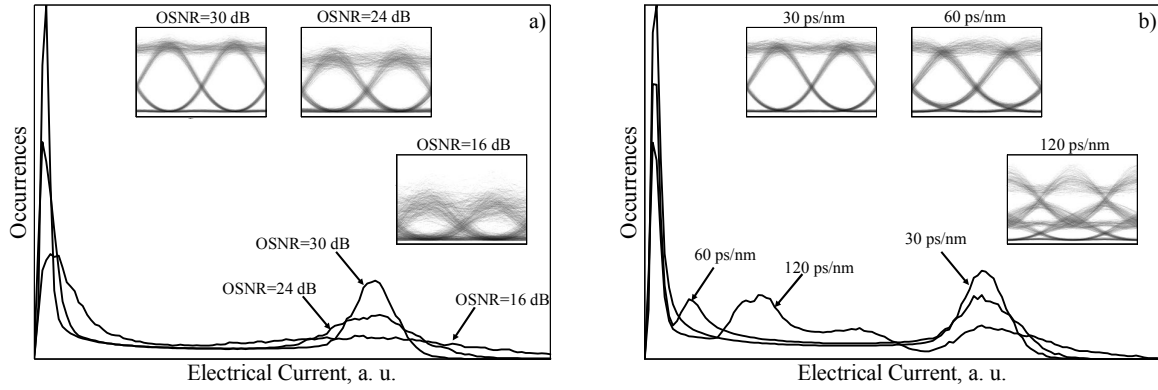 OSNR=30 dB
OSNR=24 dB
a)
OSNR=16 dB
OSNR=30 dB
OSNR=24 dB
OSNR=16 dB
Occurrences
Electrical Current, a. u.
30 ps/nm
60 ps/nm
b)
120 ps/nm
30 ps/nm
60 ps/nm
120 ps/nm
Occurrences
Electrical Current, a. u.